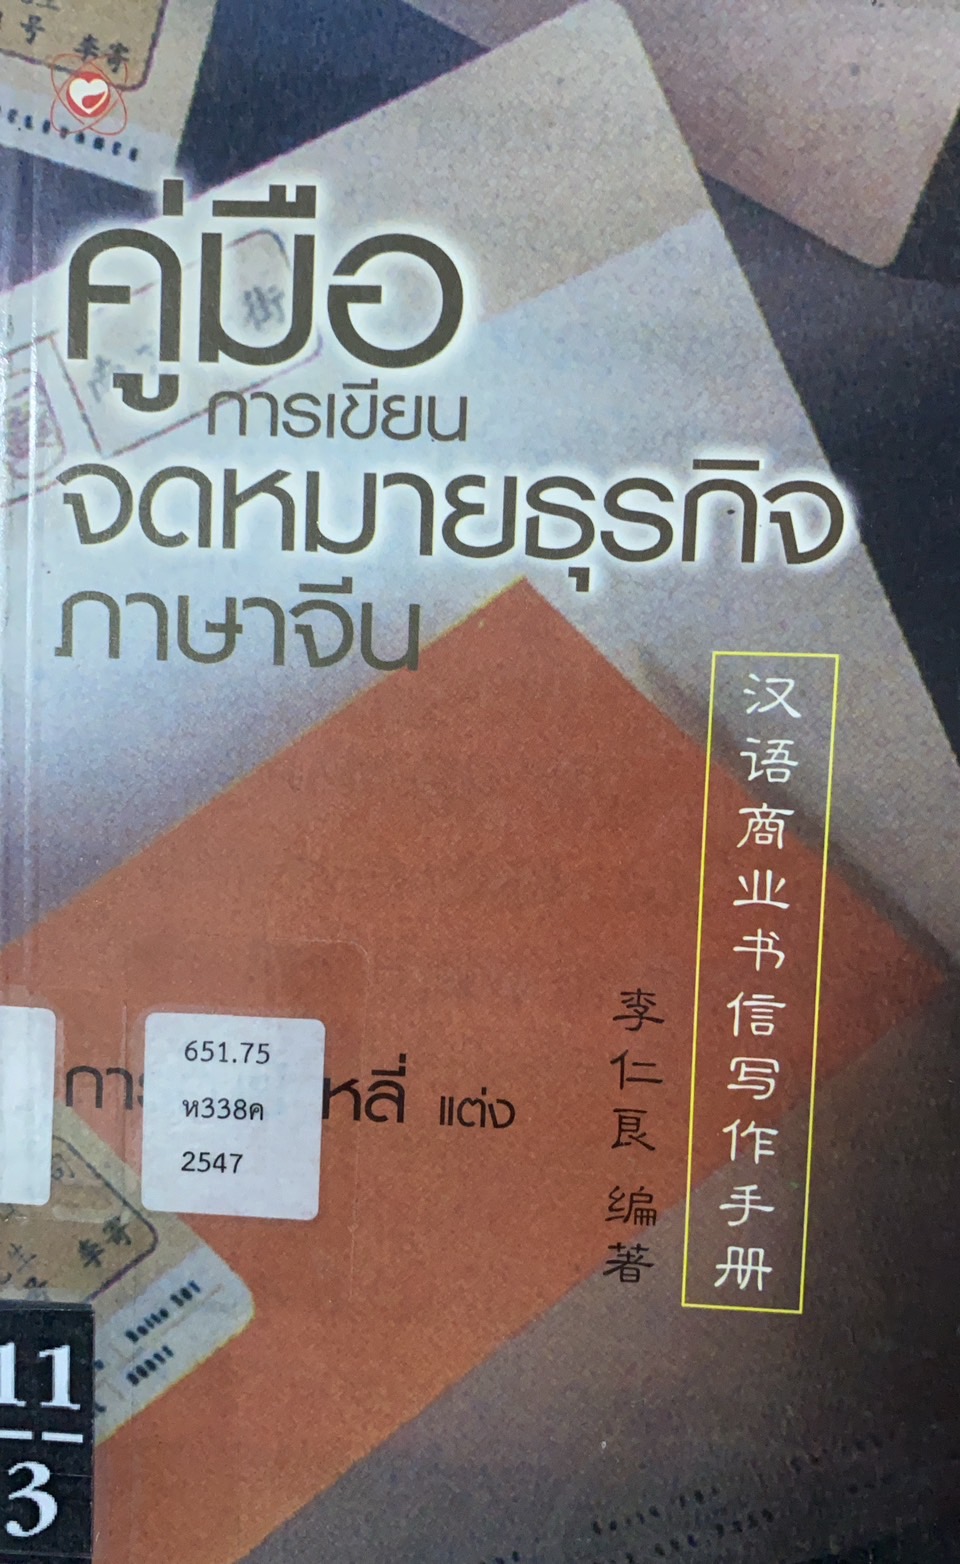 คู่มือ
การเขียน
จดหมายธุรกิจ
ภาษาจีน
汉语商业书信写作手册
李仁良 编著
หลี่ แต่ง
651.75
ห338ค
2547
11
3